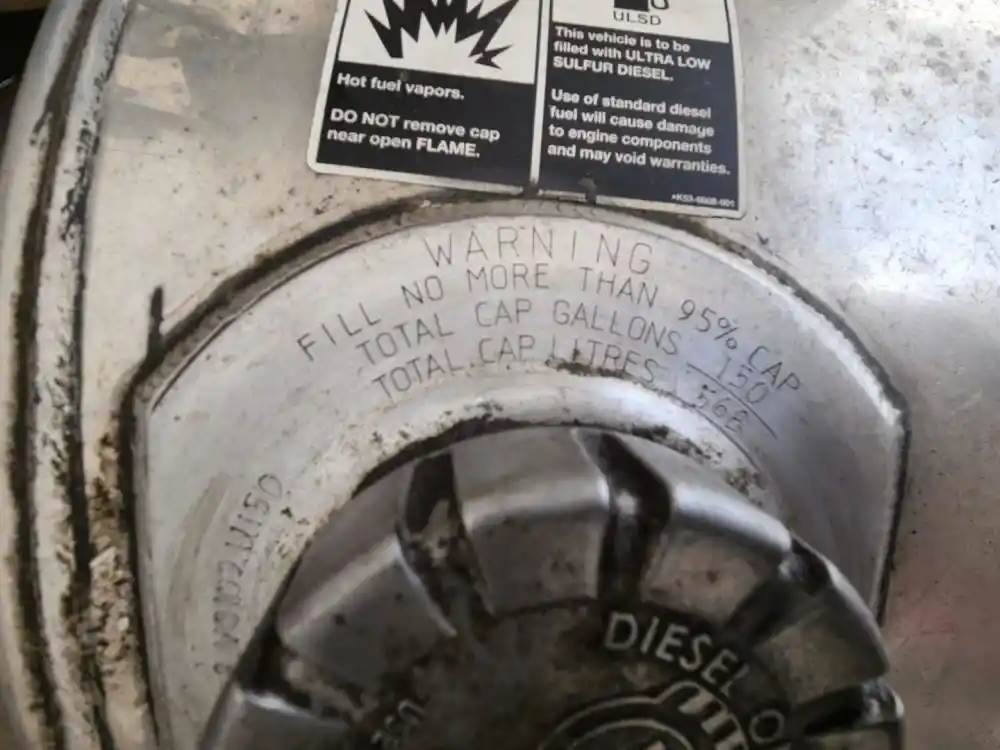 ULSD
Hot fuel vapors.
DO NOT remove cap
near open FLAME.
This vehicle is to be
filled with ULTRA LOW
SULFUR DIESEL.
Use of standard diesel
fuel will cause damage
to engine components
and may void warranties.
WARNING
FILL NO MORE THAN 95% CAP
TOTAL CAP GALLONS 150
TOTAL CAP LITRES 568
DIESEL